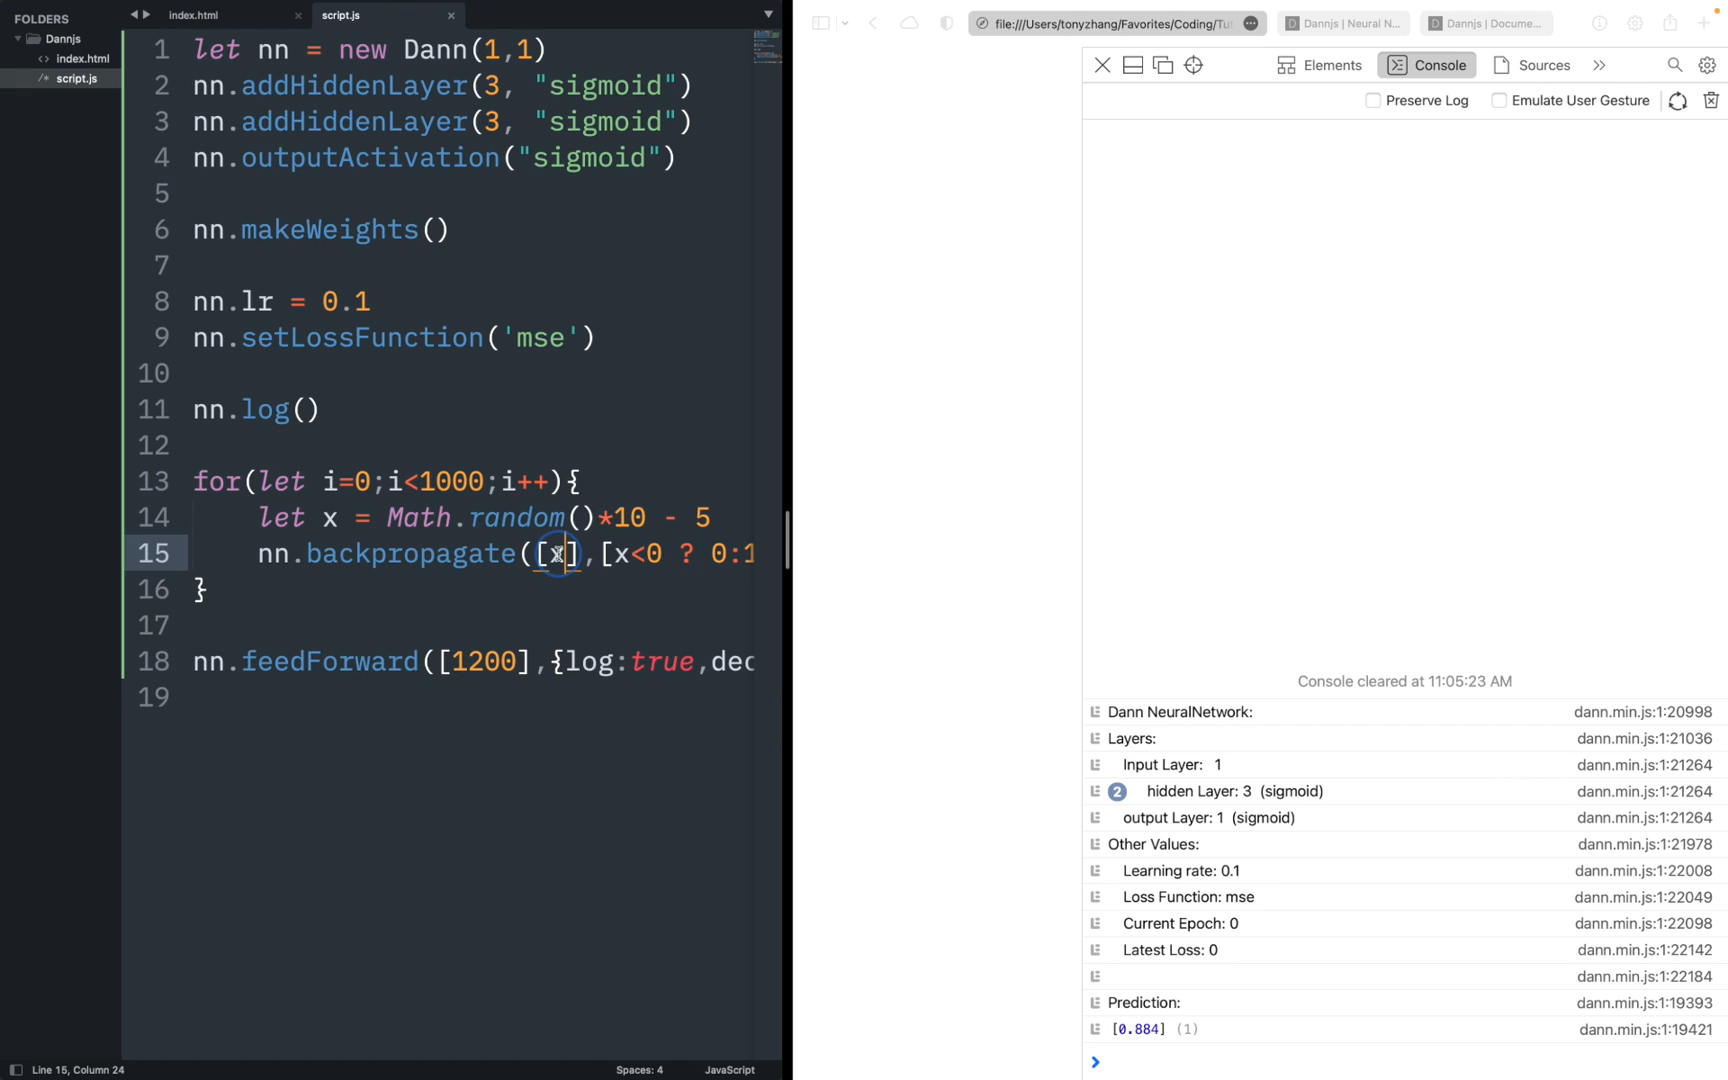 FOLDERS
Dannjs
<> index.html
/* script.js
index.html
script.js
1 let nn = new Dann(1,1)
2 nn.addHiddenLayer(3, "sigmoid")
3 nn.addHiddenLayer(3, "sigmoid")
4 nn.outputActivation("sigmoid")
5
6 nn.makeWeights()
7
8 nn.lr = 0.1
9 nn.setLossFunction('mse')
10
11 nn.log()
12
13 for(let i=0;i<1000;i++){
14 let x = Math.random()*10 - 5
15 nn.backpropagate([x],[x<0 ? 0:1
16 }
17
18 nn.feedForward([1200],{log:true,dec
19
Line 15, Column 24
Spaces: 4
JavaScript
file:///Users/tonyzhang/Favorites/Coding/Tut
Dannjs | Neural N...
Dannjs | Docume...
Elements
Console
Sources
Preserve Log
Emulate User Gesture
Console cleared at 11:05:23 AM
Dann NeuralNetwork: dann.min.js:1:20998
Layers: dann.min.js:1:21036
Input Layer: 1 dann.min.js:1:21264
2 hidden Layer: 3 (sigmoid) dann.min.js:1:21264
output Layer: 1 (sigmoid) dann.min.js:1:21264
Other Values: dann.min.js:1:21978
Learning rate: 0.1 dann.min.js:1:22008
Loss Function: mse dann.min.js:1:22049
Current Epoch: 0 dann.min.js:1:22098
Latest Loss: 0 dann.min.js:1:22142
dann.min.js:1:22184
Prediction: dann.min.js:1:19393
[0.884] (1) dann.min.js:1:19421